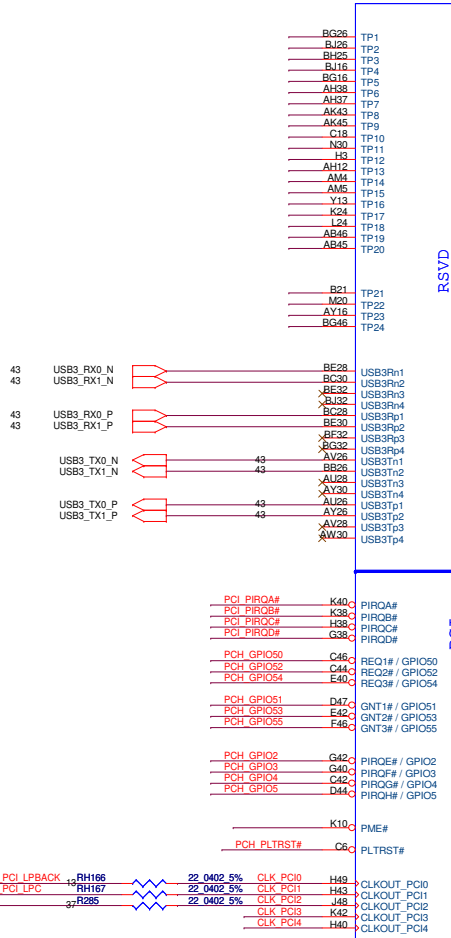 BG26 TP1
BJ26 TP2
BH25 TP3
BJ16 TP4
BG16 TP5
AH38 TP6
AH37 TP7
AK43 TP8
AK45 TP9
C18 TP10
N30 TP11
H3 TP12
AH12 TP13
AM4 TP14
AM5 TP15
Y13 TP16
K24 TP17
L24 TP18
AB46 TP19
AB45 TP20
RSVD
B21 TP21
M20 TP22
AY16 TP23
BG46 TP24
43 USB3_RX0_N BE28 USB3Rn1
43 USB3_RX1_N BC30 USB3Rn2
BE32 USB3Rn3
BJ32 USB3Rn4
43 USB3_RX0_P BC28 USB3Rp1
43 USB3_RX1_P BE30 USB3Rp2
BF32 USB3Rp3
BG32 USB3Rp4
USB3_TX0_N 43 AV26 USB3Tn1
USB3_TX1_N 43 BB26 USB3Tn2
AU28 USB3Tn3
AY30 USB3Tn4
USB3_TX0_P 43 AU26 USB3Tp1
USB3_TX1_P 43 AY26 USB3Tp2
AV28 USB3Tp3
AW30 USB3Tp4
PCI_PIRQA# K40 PIRQA#
PCI_PIRQB# K38 PIRQB#
PCI_PIRQC# H38 PIRQC#
PCI_PIRQD# G38 PIRQD#
PCH_GPIO50 C46 REQ1# / GPIO50
PCH_GPIO52 C44 REQ2# / GPIO52
PCH_GPIO54 E40 REQ3# / GPIO54
PCH_GPIO51 D47 GNT1# / GPIO51
PCH_GPIO53 E42 GNT2# / GPIO53
PCH_GPIO55 F46 GNT3# / GPIO55
PCH_GPIO2 G42 PIRQE# / GPIO2
PCH_GPIO3 G40 PIRQF# / GPIO3
PCH_GPIO4 C42 PIRQG# / GPIO4
PCH_GPIO5 D44 PIRQH# / GPIO5
K10 PME#
PCH_PLTRST# C6 PLTRST#
PCI_LPBACK 13 RH166 22_0402_5% CLK_PCI0 H49 CLKOUT_PCI0
PCI_LPC RH167 22_0402_5% CLK_PCI1 H43 CLKOUT_PCI1
37 R285 22_0402_5% CLK_PCI2 J48 CLKOUT_PCI2
CLK_PCI3 K42 CLKOUT_PCI3
CLK_PCI4 H40 CLKOUT_PCI4